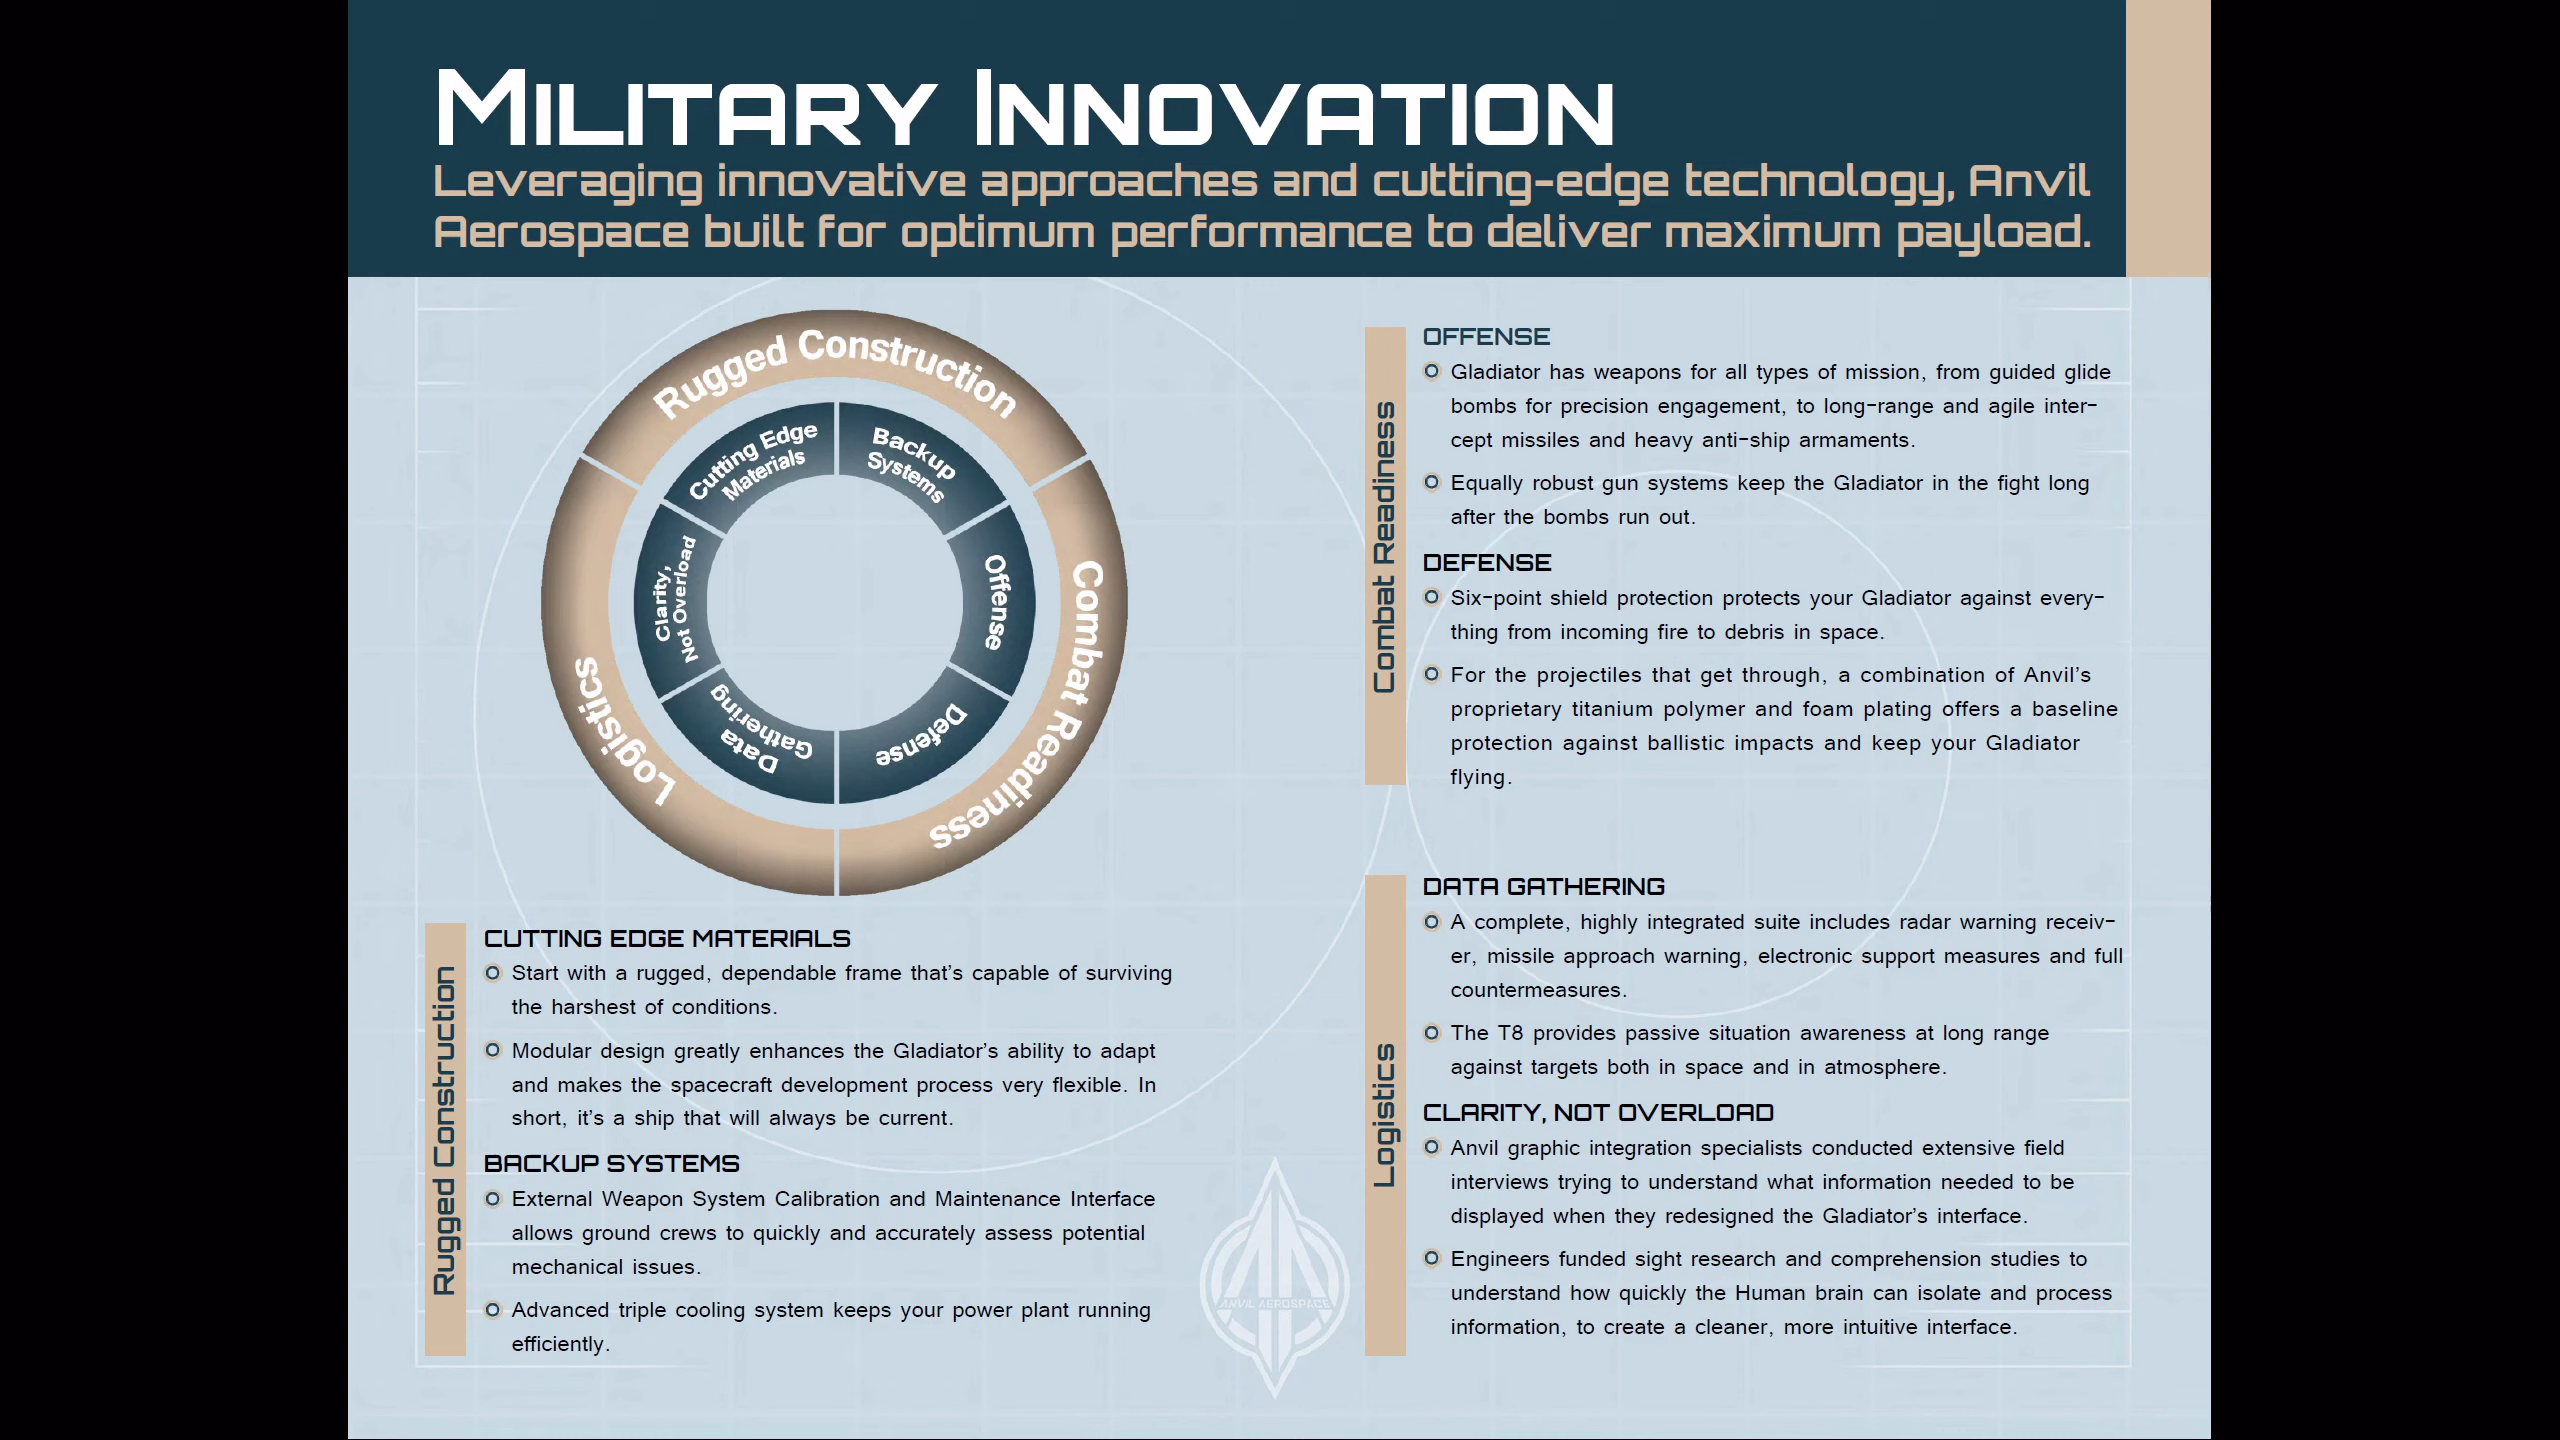 MILITARY INNOVATION
Leveraging innovative approaches and cutting-edge technology, Anvil
Aerospace built for optimum performance to deliver maximum payload.
Rugged Construction
Combat Readiness
Logistics
Cutting Edge
Materials
Backup
Systems
Offense
Defense
Data
Gathering
Clarity,
Not Overload
Rugged Construction
CUTTING EDGE MATERIALS
Start with a rugged, dependable frame that's capable of surviving
the harshest of conditions.
Modular design greatly enhances the Gladiator's ability to adapt
and makes the spacecraft development process very flexible. In
short, it's a ship that will always be current.
BACKUP SYSTEMS
External Weapon System Calibration and Maintenance Interface
allows ground crews to quickly and accurately assess potential
mechanical issues.
Advanced triple cooling system keeps your power plant running
efficiently.
ANVIL AEROSPACE
Combat Readiness
OFFENSE
Gladiator has weapons for all types of mission, from guided glide
bombs for precision engagement, to long-range and agile inter-
cept missiles and heavy anti-ship armaments.
Equally robust gun systems keep the Gladiator in the fight long
after the bombs run out.
DEFENSE
Six-point shield protection protects your Gladiator against every-
thing from incoming fire to debris in space.
For the projectiles that get through, a combination of Anvil's
proprietary titanium polymer and foam plating offers a baseline
protection against ballistic impacts and keep your Gladiator
flying.
Logistics
DATA GATHERING
A complete, highly integrated suite includes radar warning receiv-
er, missile approach warning, electronic support measures and full
countermeasures.
The T8 provides passive situation awareness at long range
against targets both in space and in atmosphere.
CLARITY, NOT OVERLOAD
Anvil graphic integration specialists conducted extensive field
interviews trying to understand what information needed to be
displayed when they redesigned the Gladiator's interface.
Engineers funded sight research and comprehension studies to
understand how quickly the Human brain can isolate and process
information, to create a cleaner, more intuitive interface.